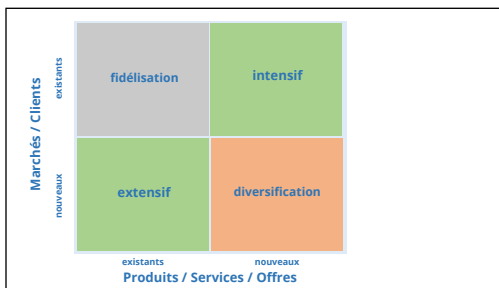 Marchés / Clients
existants
fidélisation
intensif
nouveaux
extensif
diversification
existants
nouveaux
Produits / Services / Offres